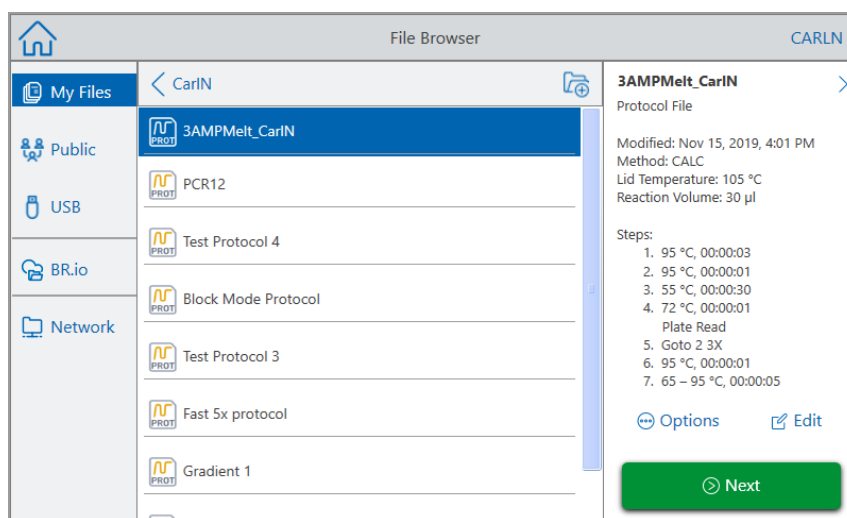 File Browser
CARLN
My Files
Public
USB
BR.io
Network
CarIN
3AMPMelt_CarIN
PROT
PCR12
PROT
Test Protocol 4
PROT
Block Mode Protocol
PROT
Test Protocol 3
PROT
Fast 5x protocol
PROT
Gradient 1
PROT
3AMPMelt_CarIN
Protocol File
Modified: Nov 15, 2019, 4:01 PM
Method: CALC
Lid Temperature: 105 °C
Reaction Volume: 30 µl
Steps:
1. 95 °C, 00:00:03
2. 95 °C, 00:00:01
3. 55 °C, 00:00:30
4. 72 °C, 00:00:01
Plate Read
5. Goto 2 3X
6. 95 °C, 00:00:01
7. 65 – 95 °C, 00:00:05
Options
Edit
Next